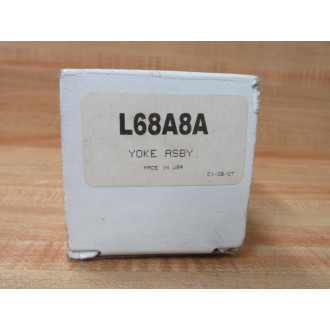 L68A8A
YOKE ASBY
MADE IN USA
01-08-07